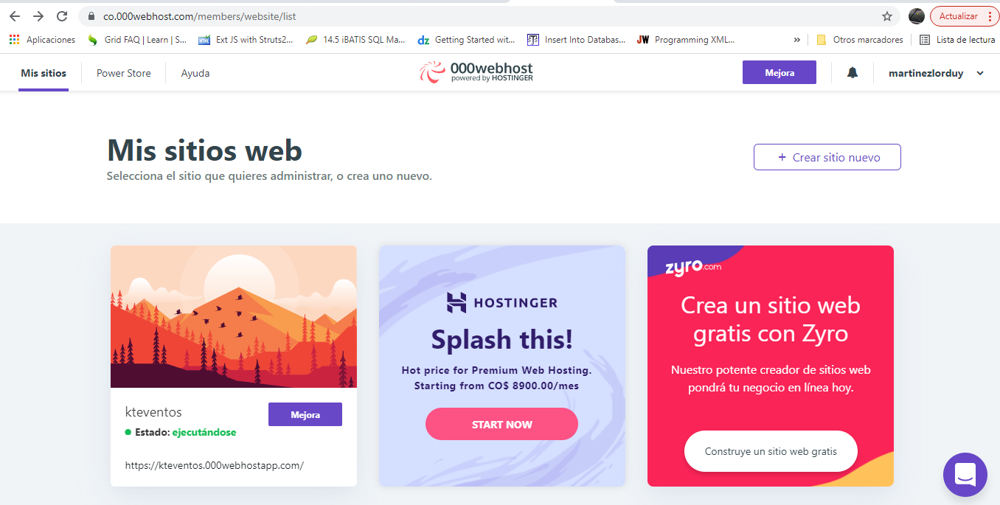 co.000webhost.com/members/website/list
Actualizar
Aplicaciones
Grid FAQ | Learn | S...
Ext JS with Struts2...
14.5 iBATIS SQL Ma...
dz Getting Started wit...
Insert Into Databas...
JW Programming XML...
»
Otros marcadores
Lista de lectura
Mis sitios
Power Store
Ayuda
000webhost
powered by HOSTINGER
Mejora
martinezlorduy
Mis sitios web
Selecciona el sitio que quieres administrar, o crea uno nuevo.
+ Crear sitio nuevo
kteventos
Mejora
Estado: ejecutándose
https://kteventos.000webhostapp.com/
HOSTINGER
Splash this!
Hot price for Premium Web Hosting.
Starting from CO$ 8900.00/mes
START NOW
zyro.com
Crea un sitio web
gratis con Zyro
Nuestro potente creador de sitios web
pondrá tu negocio en línea hoy.
Construye un sitio web gratis